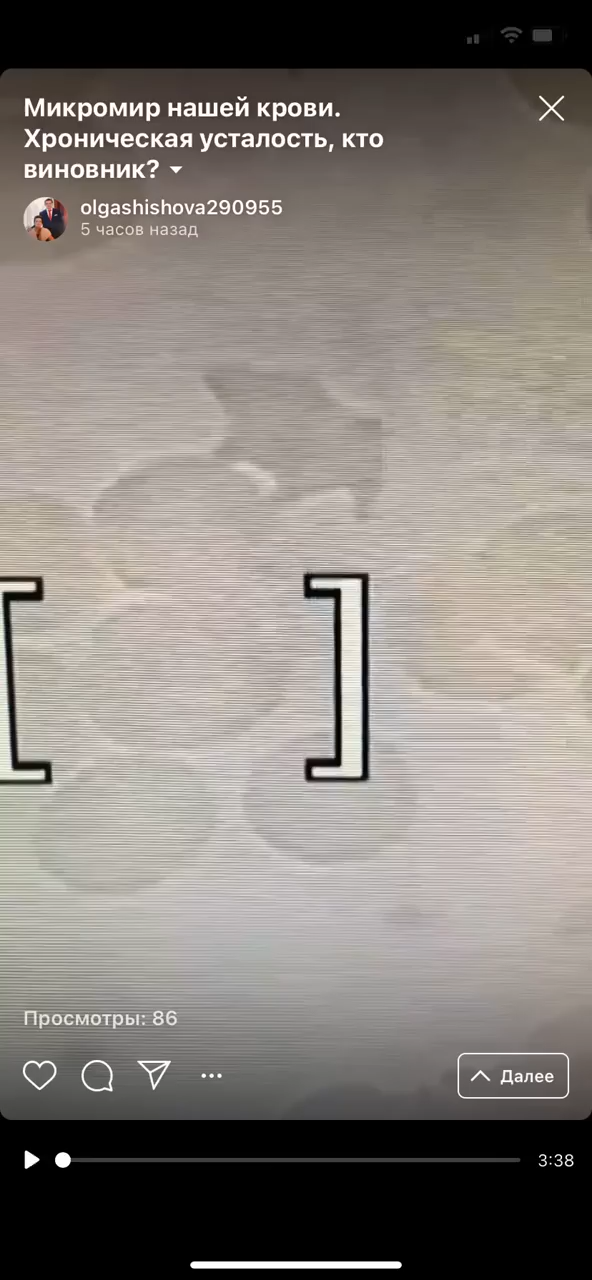 Микромир нашей крови.
Хроническая усталость, кто
виновник?
olgashishova290955
5 часов назад
[ ]
Просмотры: 86
Далее
3:38